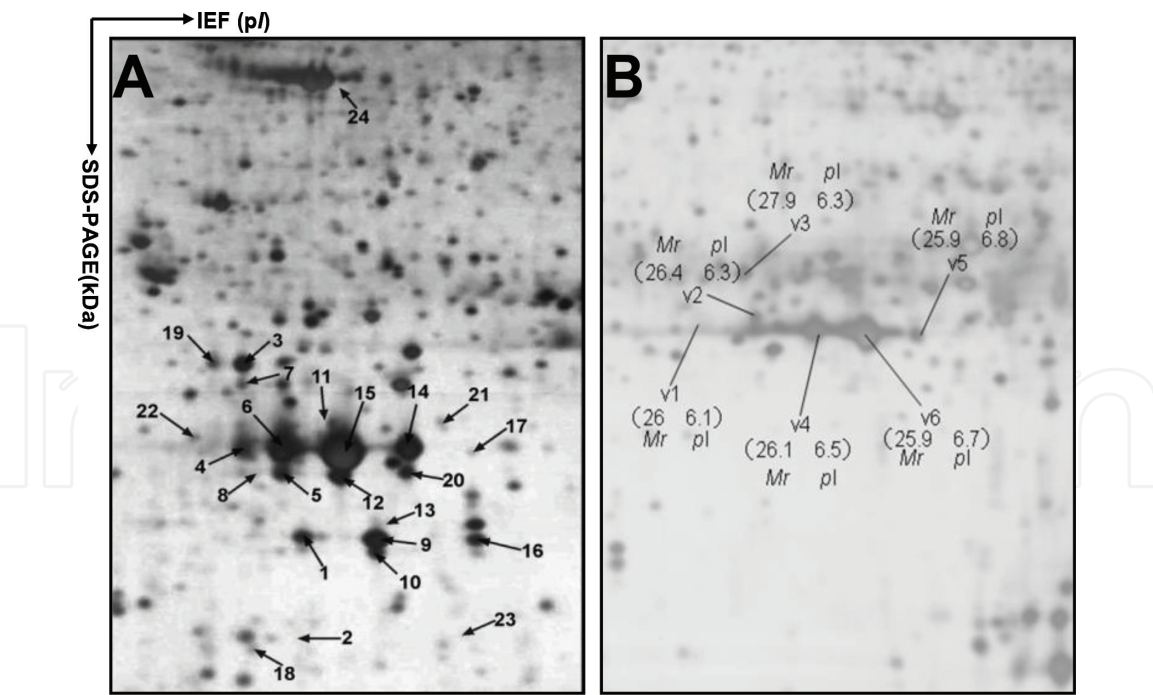 IEF (pI)
SDS-PAGE(kDa)
A
24
19
3
7
11
6
15
14
21
22
17
4
8
5
12
20
13
9
16
1
10
2
23
18
B
Mr pI
(27.9 6.3)
v3
Mr pI
(25.9 6.8)
v5
Mr pI
(26.4 6.3)
v2
v1
(26 6.1)
Mr pI
v4
(26.1 6.5)
Mr pI
v6
(25.9 6.7)
Mr pI